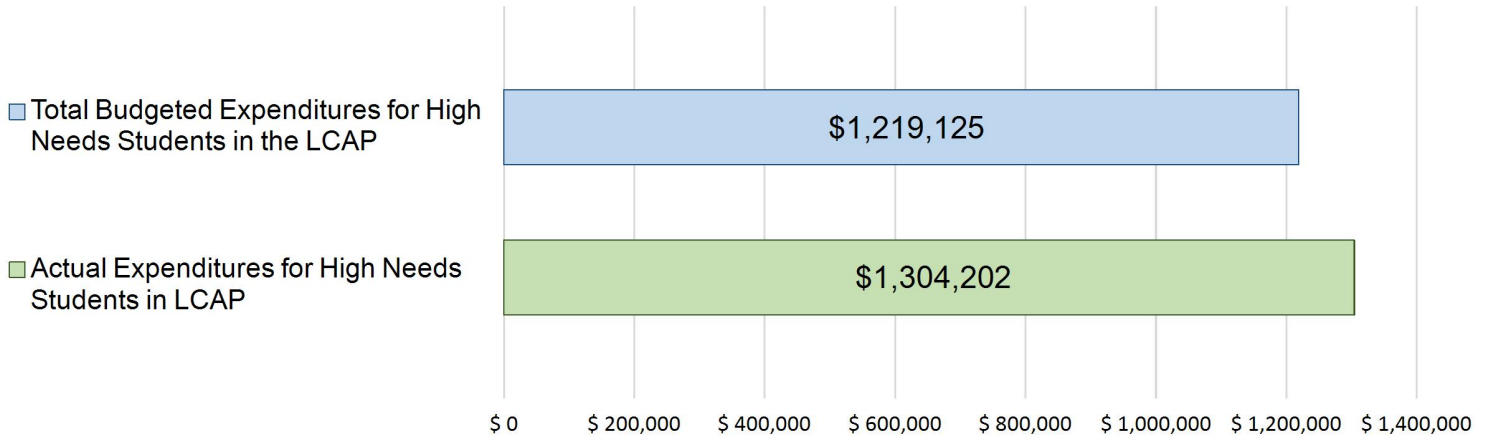 Total Budgeted Expenditures for High
Needs Students in the LCAP
$1,219,125
Actual Expenditures for High Needs
Students in LCAP
$1,304,202
$ 0 $ 200,000 $ 400,000 $ 600,000 $ 800,000 $ 1,000,000 $ 1,200,000 $ 1,400,000